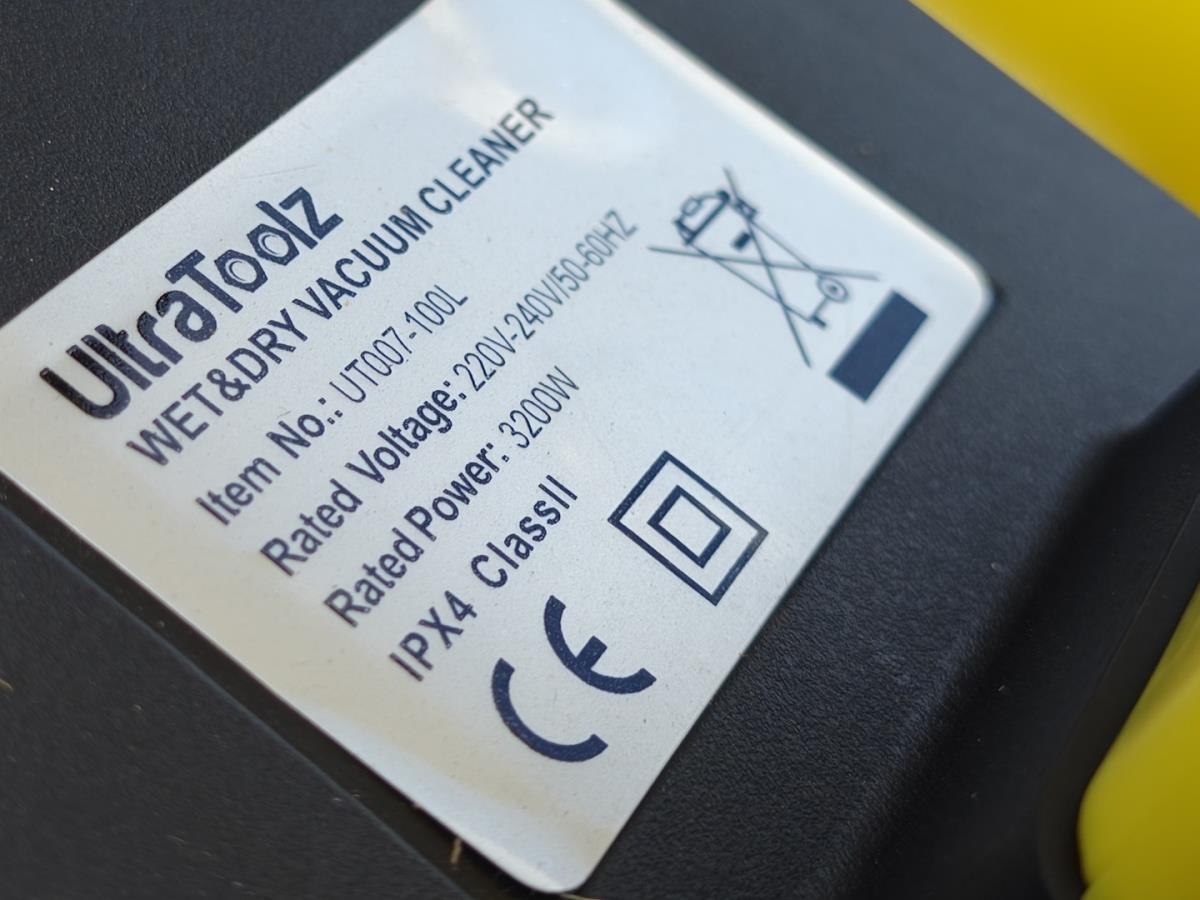 UltraToolz
WET&DRY VACUUM CLEANER
Item No.: UT007-100L
Rated Voltage: 220V-240V/50-60HZ
Rated Power: 3200W
IPX4 ClassII
CE